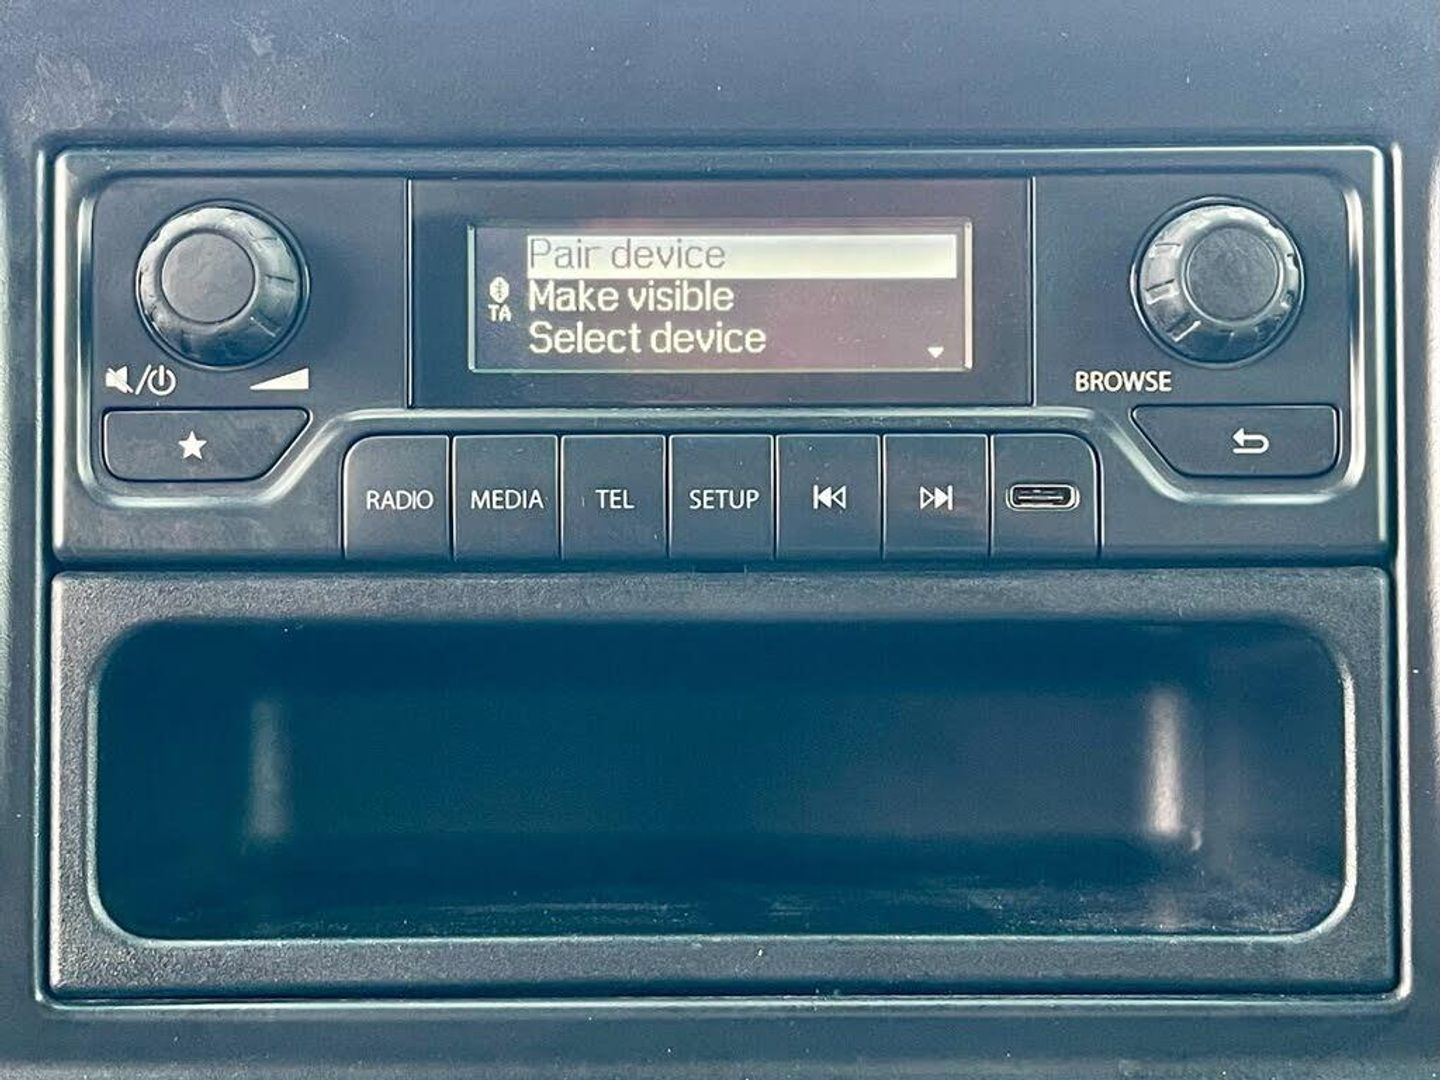 Pair device
Make visible
TA
Select device
BROWSE
RADIO
MEDIA
TEL
SETUP